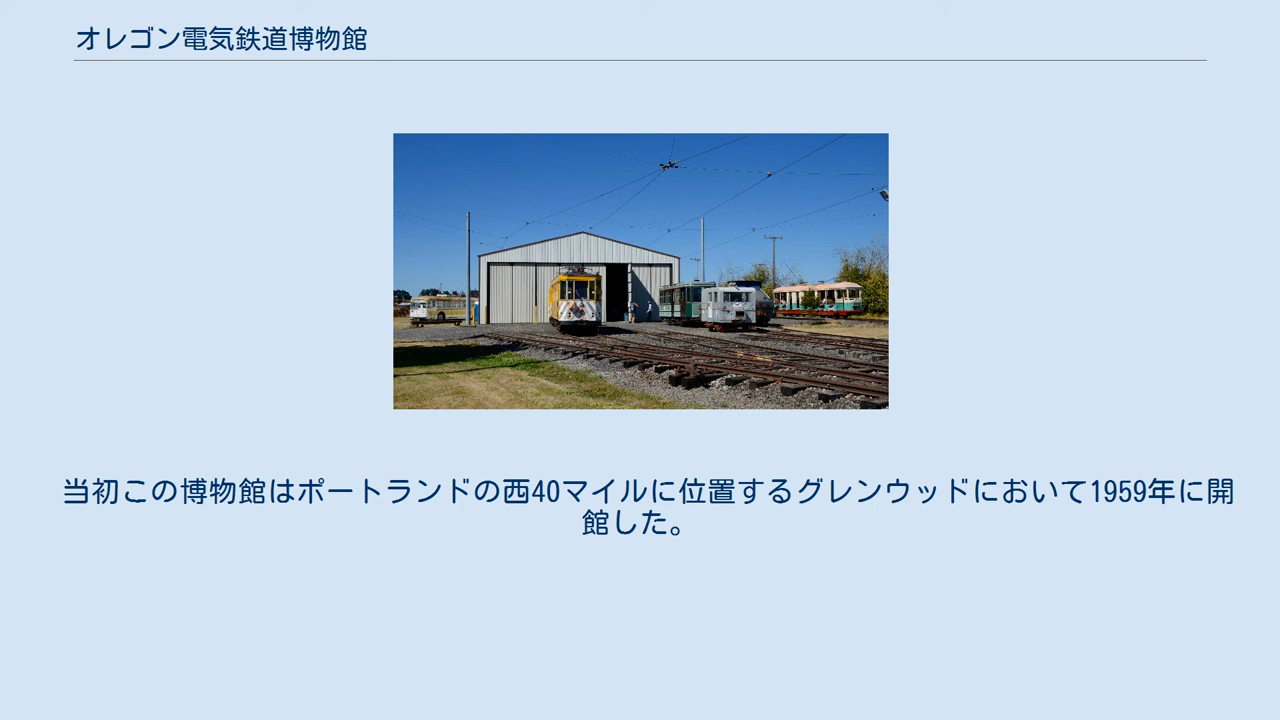 オレゴン電気鉄道博物館
当初この博物館はポートランドの西40マイルに位置するグレンウッドにおいて1959年に開
館した。